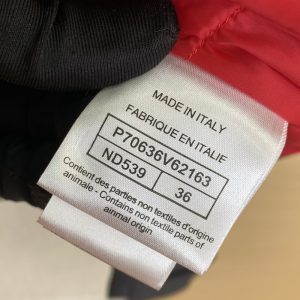 MADE IN ITALY
FABRIQUE EN ITALIE
P70636V62163
ND539 36
Contient des parties non textiles d'origine
animale - Contains non textile parts of
ainmal origin